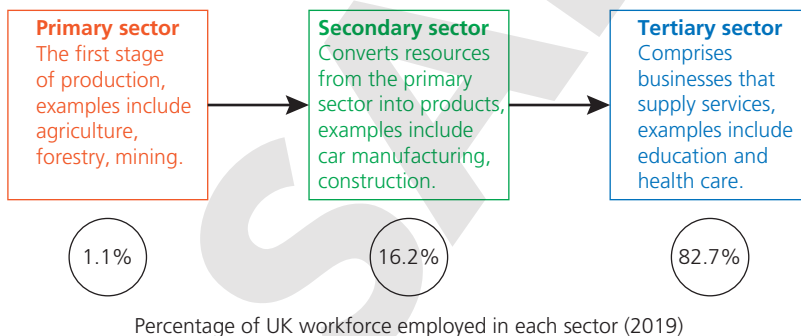 Primary sector
The first stage
of production,
examples include
agriculture,
forestry, mining.
Secondary sector
Converts resources
from the primary
sector into products,
examples include
car manufacturing,
construction.
Tertiary sector
Comprises
businesses that
supply services,
examples include
education and
health care.
1.1%
16.2%
82.7%
Percentage of UK workforce employed in each sector (2019)